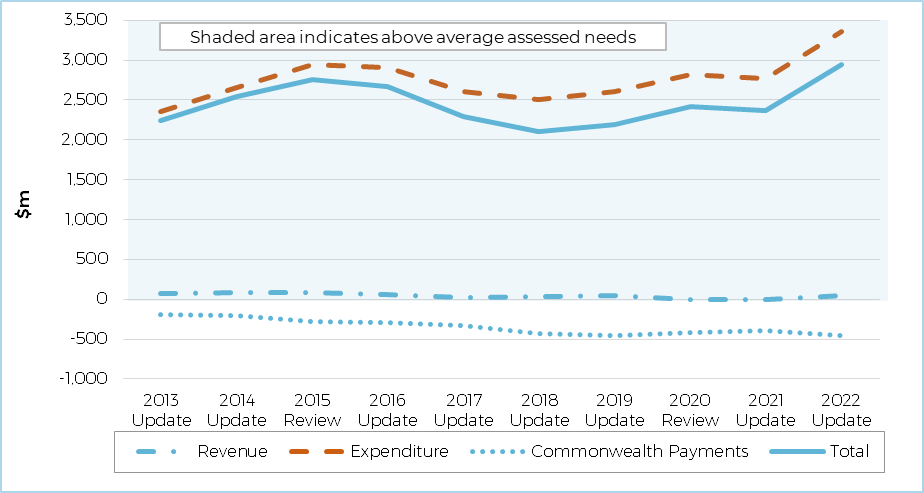 3,500
Shaded area indicates above average assessed needs
3,000
2,500
2,000
1,500
$m
1,000
500
0
-500
-1,000
2013 2014 2015 2016 2017 2018 2019 2020 2021 2022
Update Update Review Update Update Update Update Review Update Update
Revenue Expenditure Commonwealth Payments Total